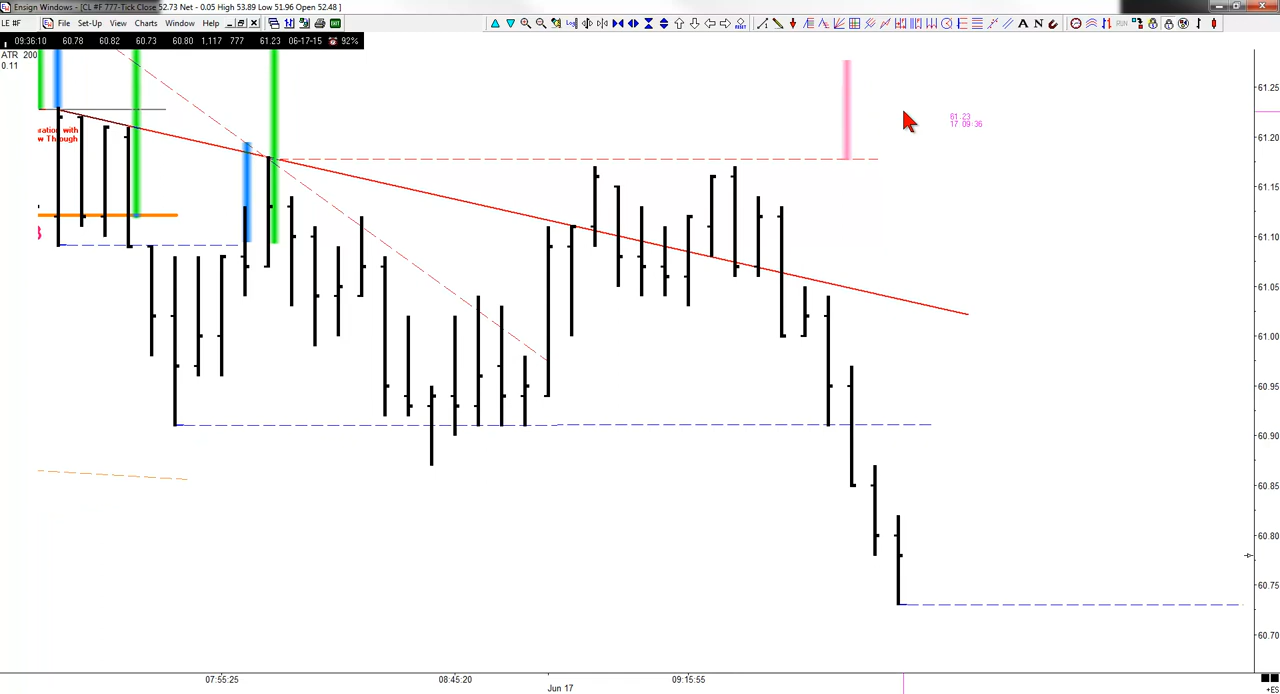 Ensign Windows - [CL #F 777-Tick Close 52.73 Net - 0.05 High 53.89 Low 51.96 Open 52.48 ]
LE #F
File Set-Up View Charts Window Help
09:36:10 60.78 60.82 60.73 60.80 1,117 777 61.23 06-17-15 92%
ATR 200
0.11
ration with
w Through
61.23
17 09:36
61.25
61.20
61.15
61.10
61.05
61.00
60.95
60.90
60.85
60.80
60.75
60.70
07:55:25 08:45:20 09:15:55
Jun 17